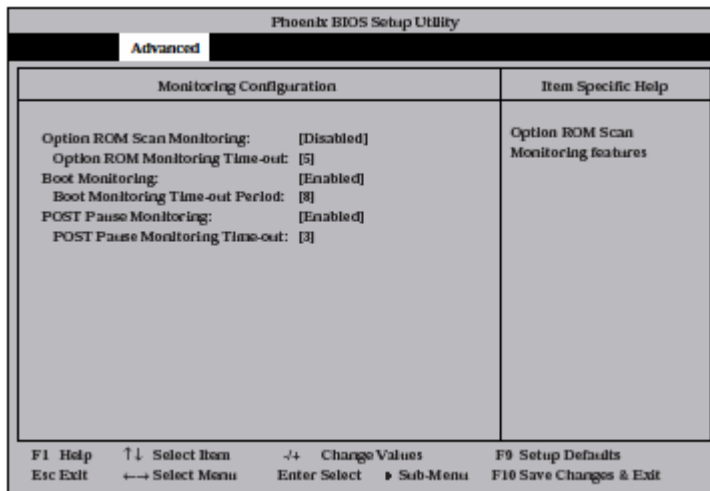 Phoenix BIOS Setup Utility
Advanced
Monitoring Configuration
Item Specific Help
Option ROM Scan Monitoring: [Disabled]
Option ROM Monitoring Time-out: [5]
Boot Monitoring: [Enabled]
Boot Monitoring Time-out Period: [8]
POST Pause Monitoring: [Enabled]
POST Pause Monitoring Time-out: [3]
Option ROM Scan
Monitoring features
F1 Help ↑↓ Select Item -/+ Change Values F9 Setup Defaults
Esc Exit ←→ Select Menu Enter Select ▸ Sub-Menu F10 Save Changes & Exit